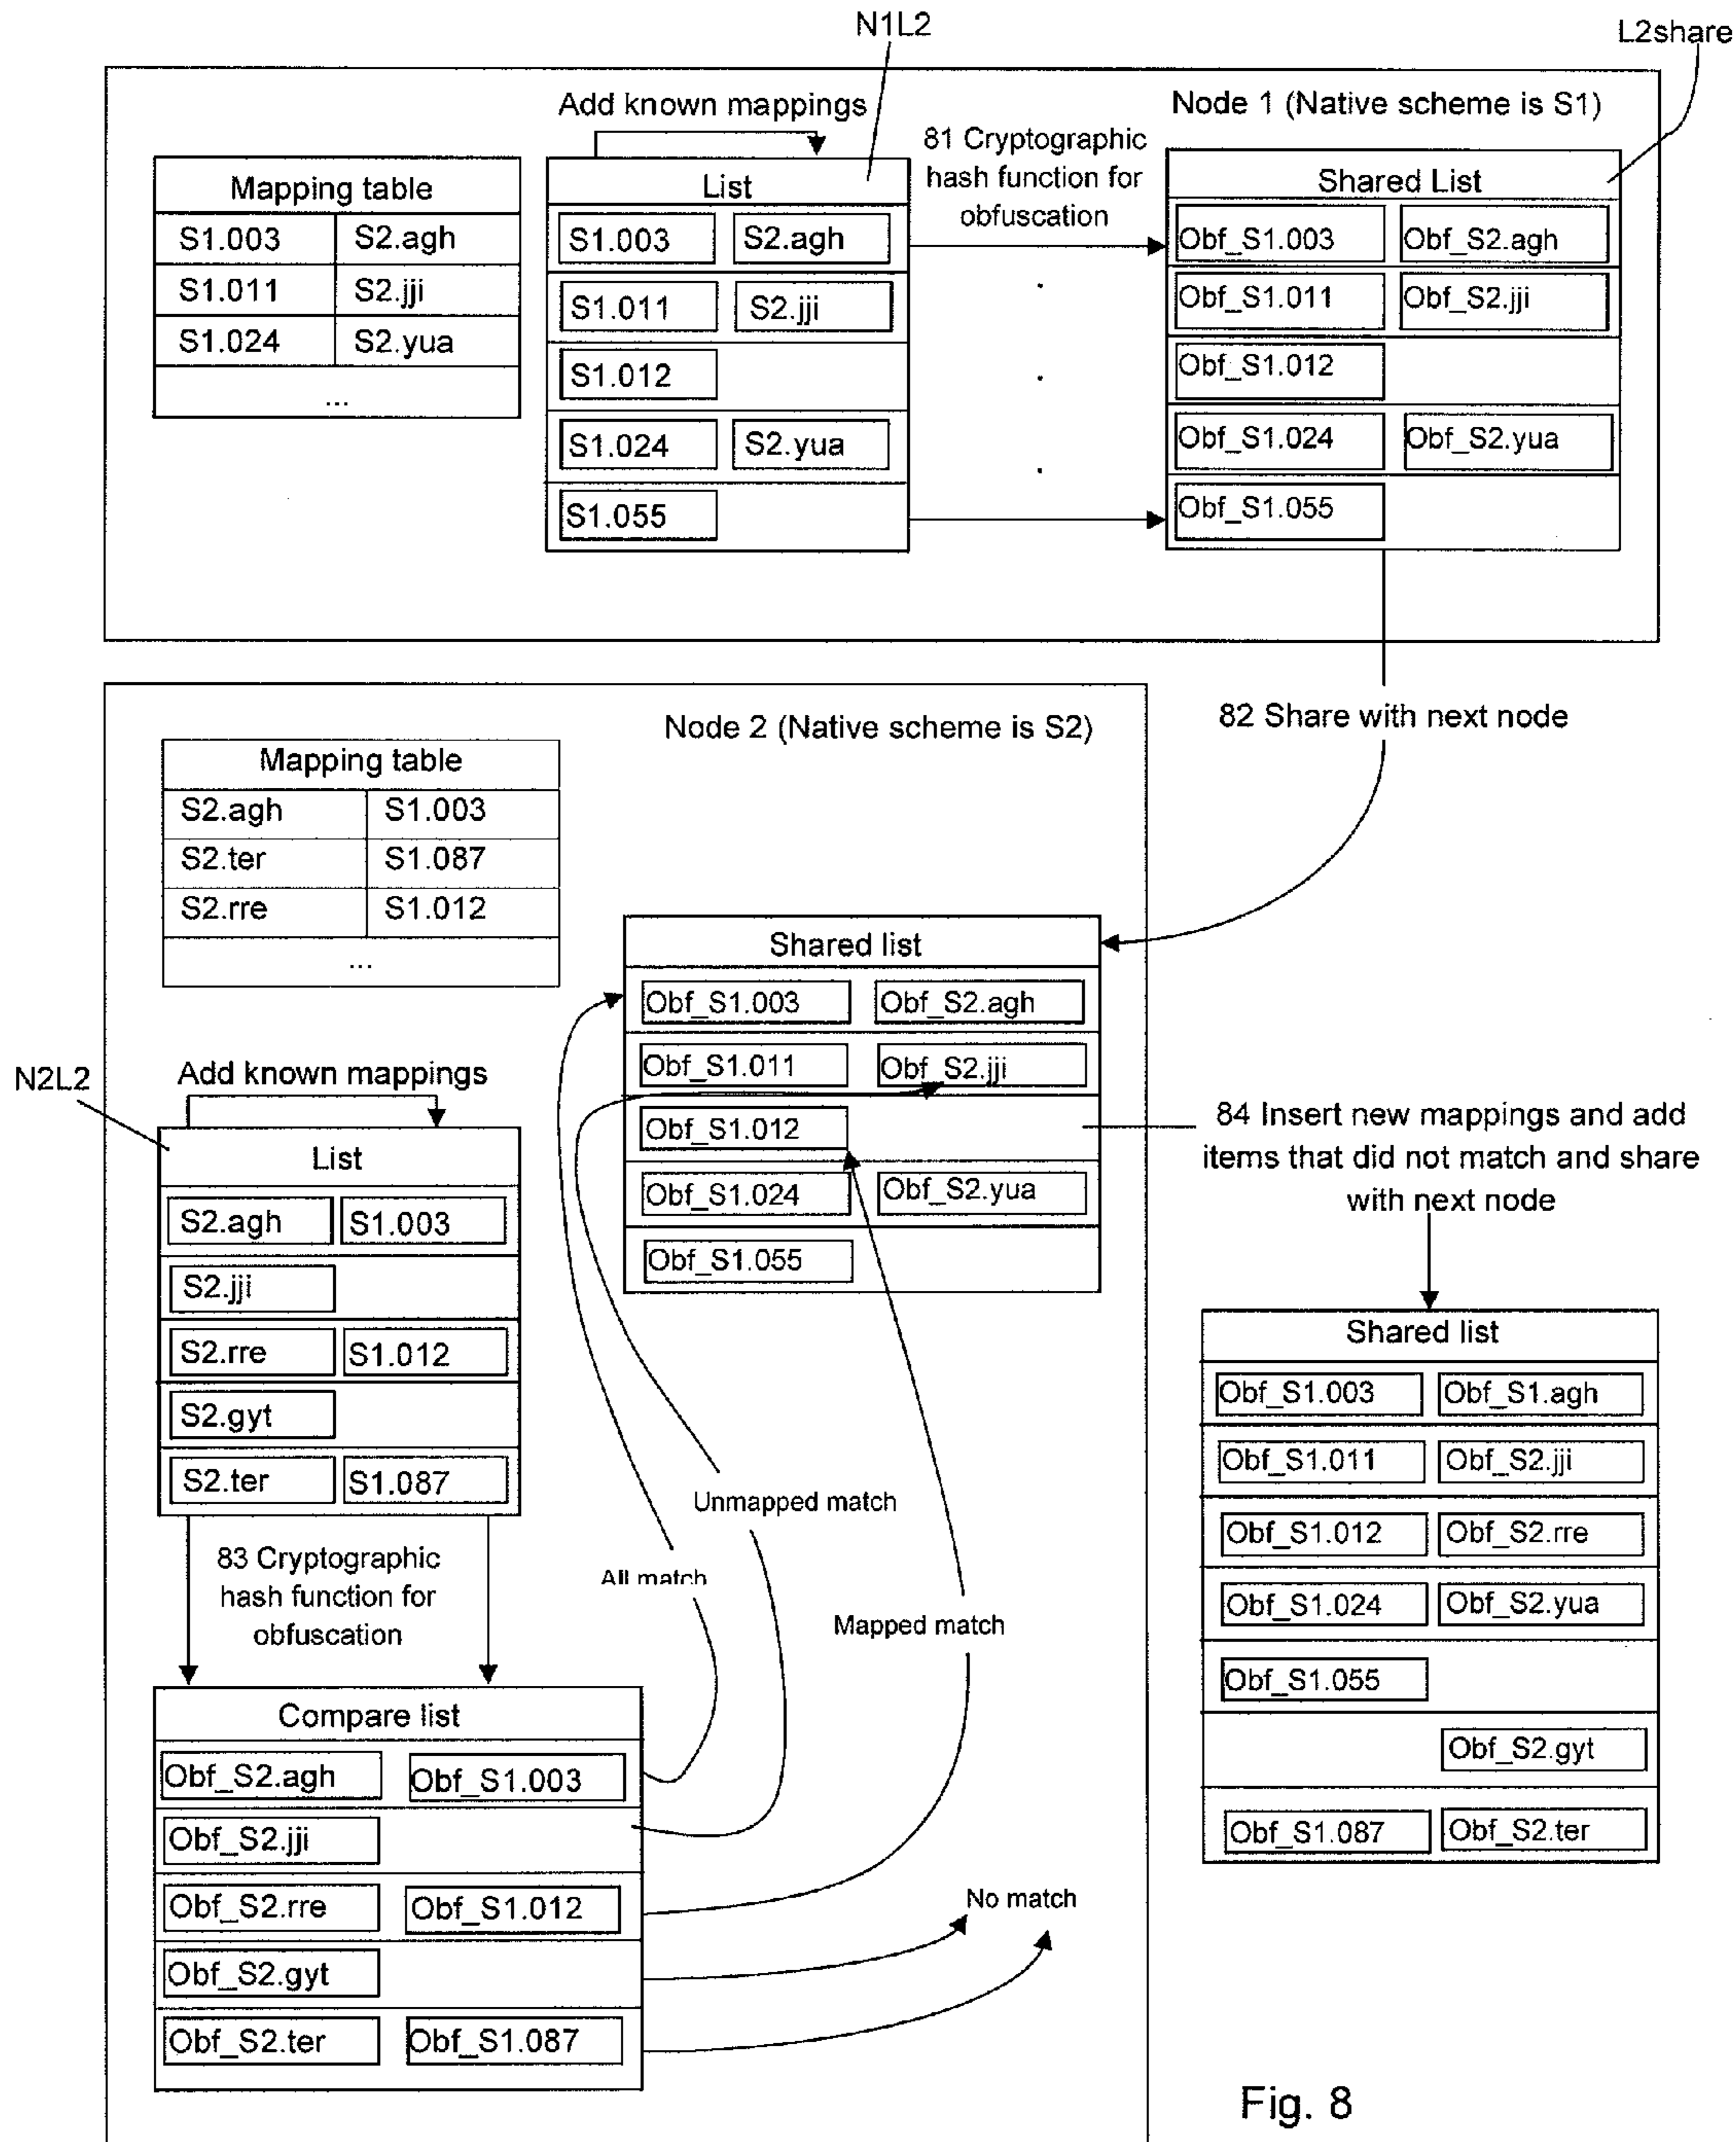 N1L2
L2share
Node 1 (Native scheme is S1)
Add known mappings
81 Cryptographic
hash function for
obfuscation
Mapping table
S1.003 S2.agh
S1.011 S2.jji
S1.024 S2.yua
...
List
S1.003 S2.agh
S1.011 S2.jji
S1.012
S1.024 S2.yua
S1.055
Shared List
Obf_S1.003 Obf_S2.agh
Obf_S1.011 Obf_S2.jji
Obf_S1.012
Obf_S1.024 Obf_S2.yua
Obf_S1.055
82 Share with next node
Node 2 (Native scheme is S2)
Mapping table
S2.agh S1.003
S2.ter S1.087
S2.rre S1.012
...
Shared list
Obf_S1.003 Obf_S2.agh
Obf_S1.011 Obf_S2.jji
Obf_S1.012
Obf_S1.024 Obf_S2.yua
Obf_S1.055
N2L2
Add known mappings
List
S2.agh S1.003
S2.jji
S2.rre S1.012
S2.gyt
S2.ter S1.087
83 Cryptographic
hash function for
obfuscation
All match
Unmapped match
Mapped match
No match
Compare list
Obf_S2.agh Obf_S1.003
Obf_S2.jji
Obf_S2.rre Obf_S1.012
Obf_S2.gyt
Obf_S2.ter Obf_S1.087
84 Insert new mappings and add
items that did not match and share
with next node
Shared list
Obf_S1.003 Obf_S1.agh
Obf_S1.011 Obf_S2.jji
Obf_S1.012 Obf_S2.rre
Obf_S1.024 Obf_S2.yua
Obf_S1.055
Obf_S2.gyt
Obf_S1.087 Obf_S2.ter
Fig. 8